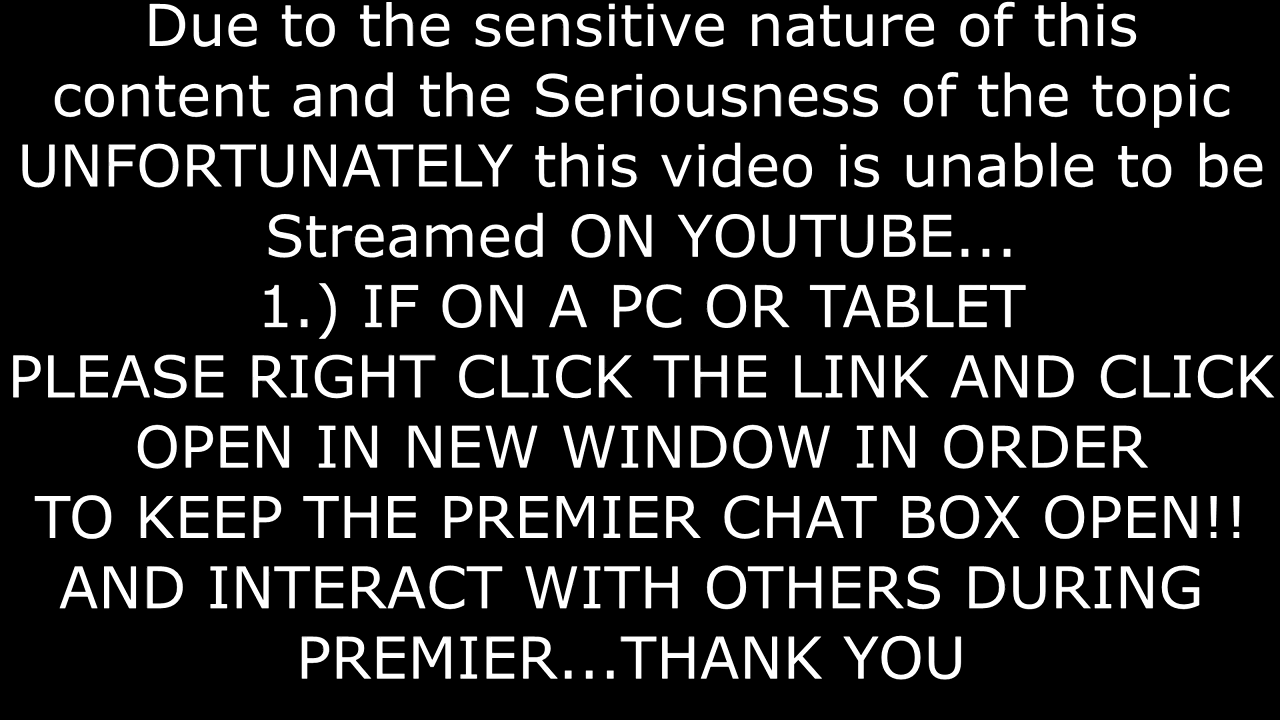 Due to the sensitive nature of this
content and the Seriousness of the topic
UNFORTUNATELY this video is unable to be
Streamed ON YOUTUBE...
1.) IF ON A PC OR TABLET
PLEASE RIGHT CLICK THE LINK AND CLICK
OPEN IN NEW WINDOW IN ORDER
TO KEEP THE PREMIER CHAT BOX OPEN!!
AND INTERACT WITH OTHERS DURING
PREMIER...THANK YOU